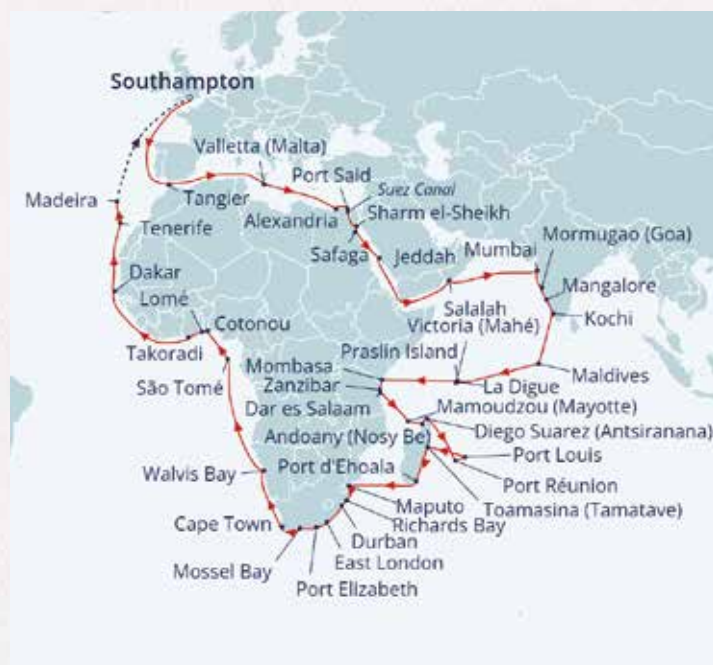 Southampton
Valletta (Malta)
Port Said
Suez Canal
Madeira
Tangier
Alexandria
Sharm el-Sheikh
Tenerife
Safaga
Jeddah
Mumbai
Mormugao (Goa)
Dakar
Mangalore
Lomé
Salalah
Kochi
Cotonou
Victoria (Mahé)
Takoradi
Praslin Island
Mombasa
Maldives
São Tomé
Zanzibar
La Digue
Dar es Salaam
Mamoudzou (Mayotte)
Andoany (Nosy Be)
Diego Suarez (Antsiranana)
Port Louis
Walvis Bay
Port d'Ehoala
Port Réunion
Maputo
Toamasina (Tamatave)
Cape Town
Richards Bay
Durban
Mossel Bay
East London
Port Elizabeth